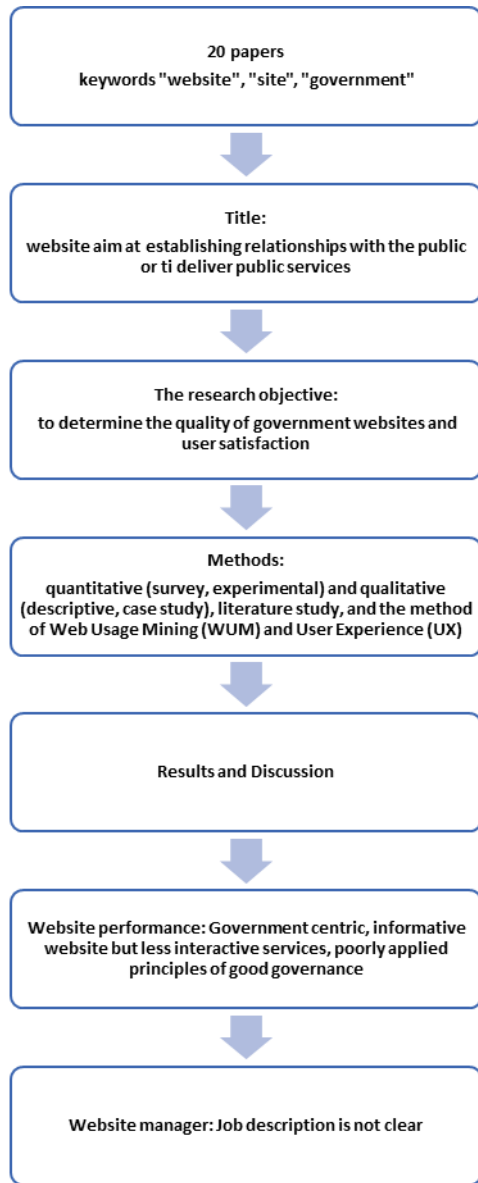 20 papers
keywords "website", "site", "government"
Title:
website aim at establishing relationships with the public
or ti deliver public services
The research objective:
to determine the quality of government websites and
user satisfaction
Methods:
quantitative (survey, experimental) and qualitative
(descriptive, case study), literature study, and the method
of Web Usage Mining (WUM) and User Experience (UX)
Results and Discussion
Website performance: Government centric, informative
website but less interactive services, poorly applied
principles of good governance
Website manager: Job description is not clear